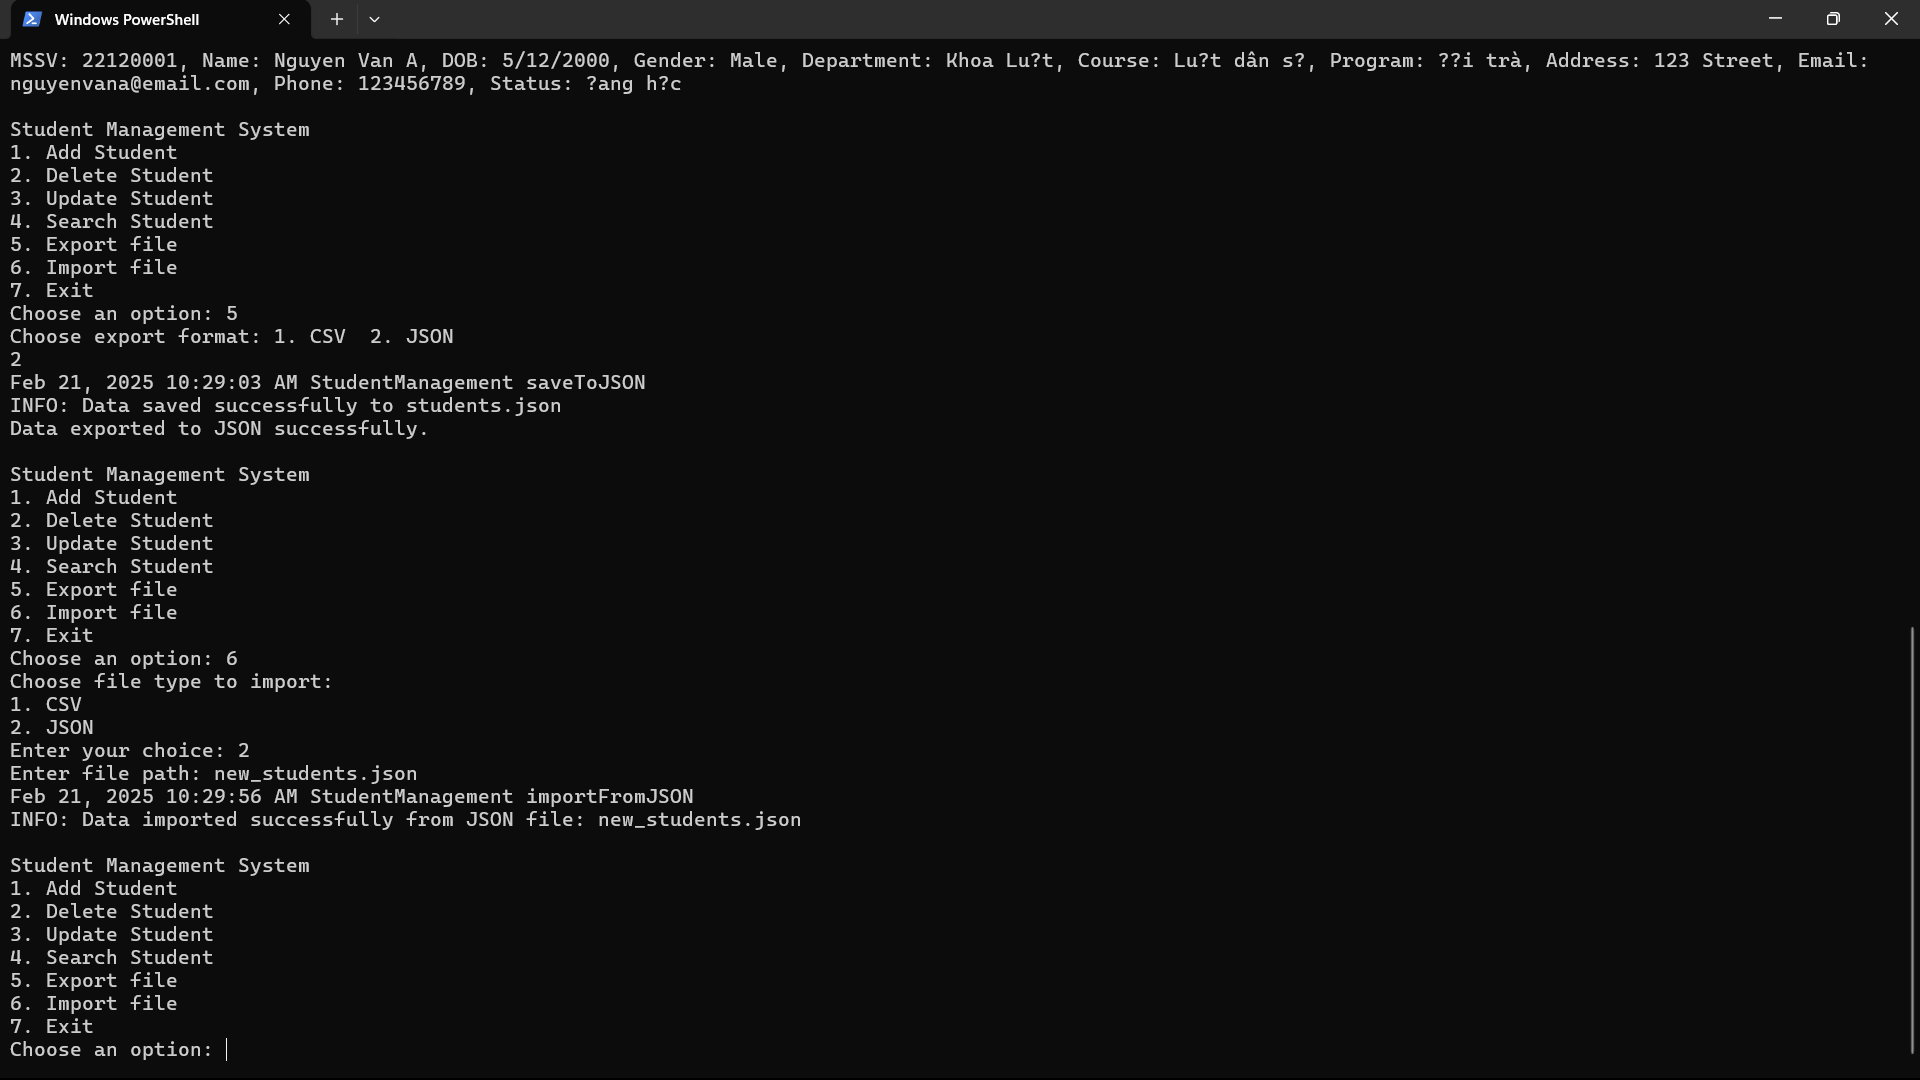 Windows PowerShell
MSSV: 22120001, Name: Nguyen Van A, DOB: 5/12/2000, Gender: Male, Department: Khoa Lu?t, Course: Lu?t dân s?, Program: ??i trà, Address: 123 Street, Email:
nguyenvana@email.com, Phone: 123456789, Status: ?ang h?c
Student Management System
1. Add Student
2. Delete Student
3. Update Student
4. Search Student
5. Export file
6. Import file
7. Exit
Choose an option: 5
Choose export format: 1. CSV  2. JSON
2
Feb 21, 2025 10:29:03 AM StudentManagement saveToJSON
INFO: Data saved successfully to students.json
Data exported to JSON successfully.
Student Management System
1. Add Student
2. Delete Student
3. Update Student
4. Search Student
5. Export file
6. Import file
7. Exit
Choose an option: 6
Choose file type to import:
1. CSV
2. JSON
Enter your choice: 2
Enter file path: new_students.json
Feb 21, 2025 10:29:56 AM StudentManagement importFromJSON
INFO: Data imported successfully from JSON file: new_students.json
Student Management System
1. Add Student
2. Delete Student
3. Update Student
4. Search Student
5. Export file
6. Import file
7. Exit
Choose an option: